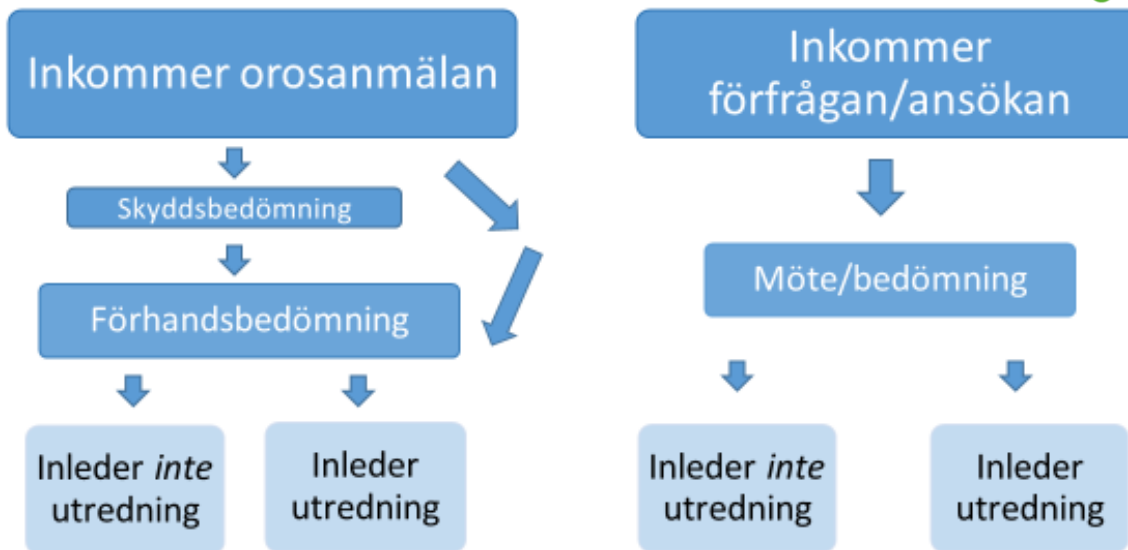 Inkommer orosanmälan
Skyddsbedömning
Förhandsbedömning
Inleder inte
utredning
Inleder
utredning
Inkommer
förfrågan/ansökan
Möte/bedömning
Inleder inte
utredning
Inleder
utredning